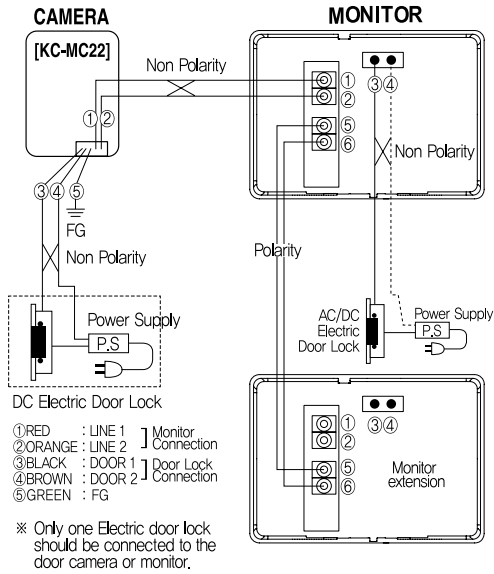 CAMERA
[KC-MC22]
①②
③ ④ ⑤
FG
Non Polarity
Non Polarity
Power Supply
P.S
DC Electric Door Lock
MONITOR
①
②
⑤
⑥
③④
Non Polarity
Polarity
AC/DC
Electric
Door Lock
Power Supply
P.S
①
②
⑤
⑥
③④
Monitor
extension
①RED : LINE 1
②ORANGE : LINE 2
Monitor
Connection
③BLACK : DOOR 1
④BROWN : DOOR 2
Door Lock
Connection
⑤GREEN : FG
※ Only one Electric door lock
should be connected to the
door camera or monitor.